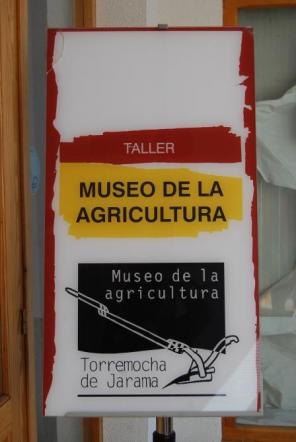 TALLER
MUSEO DE LA
AGRICULTURA
Museo de la
agricultura
Torremocha
de Jarama